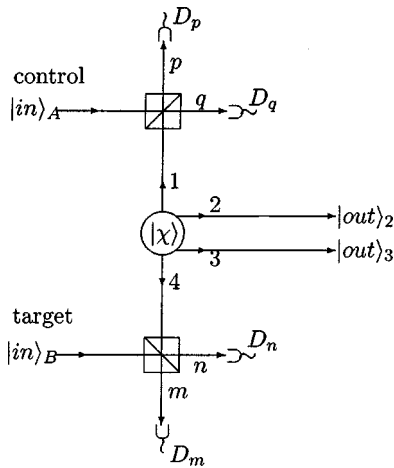 D_p
p
control
|in⟩_A
q
D_q
1
2
|out⟩_2
|χ⟩
|out⟩_3
3
4
target
|in⟩_B
n
D_n
m
D_m